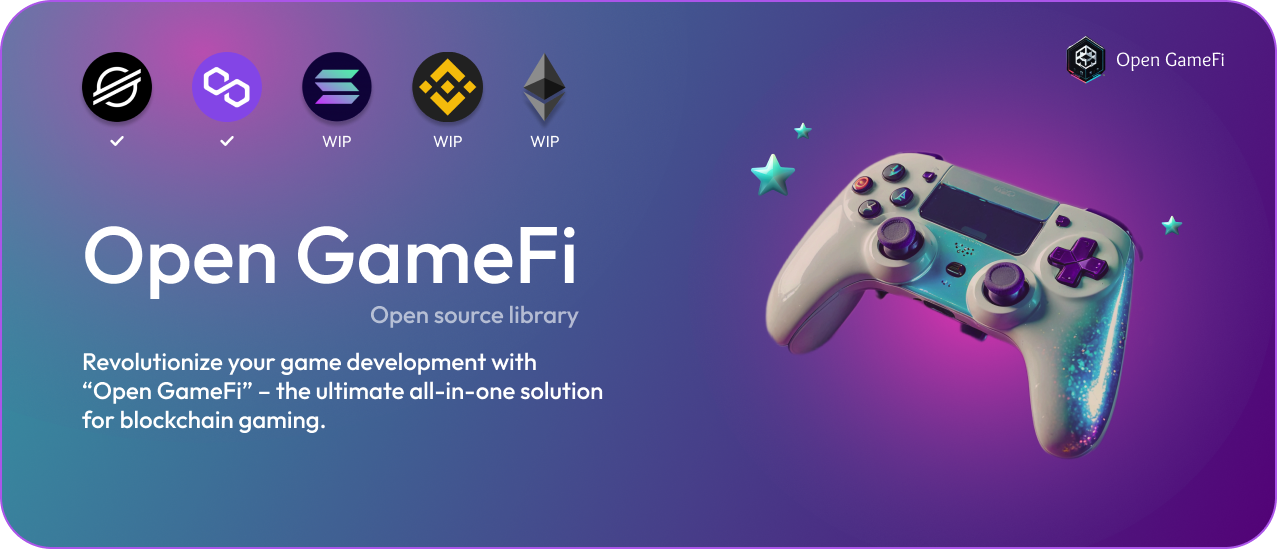 Open GameFi
WIP
WIP
WIP
Open GameFi
Open source library
Revolutionize your game development with
“Open GameFi” – the ultimate all-in-one solution
for blockchain gaming.